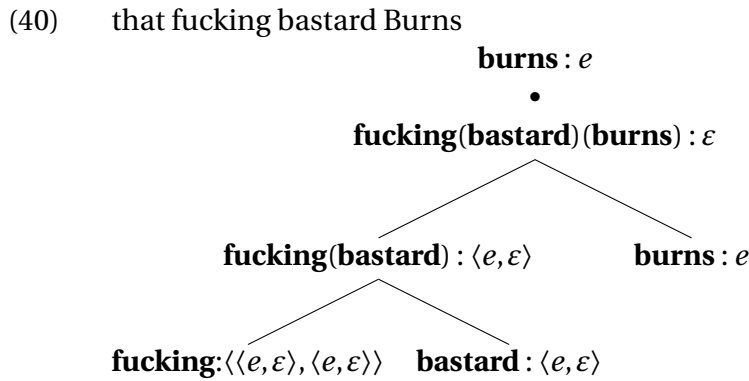 (40) that fucking bastard Burns
burns : e
•
fucking(bastard)(burns) : ε
fucking(bastard) : ⟨e,ε⟩ burns : e
fucking:⟨⟨e,ε⟩,⟨e,ε⟩⟩ bastard : ⟨e,ε⟩